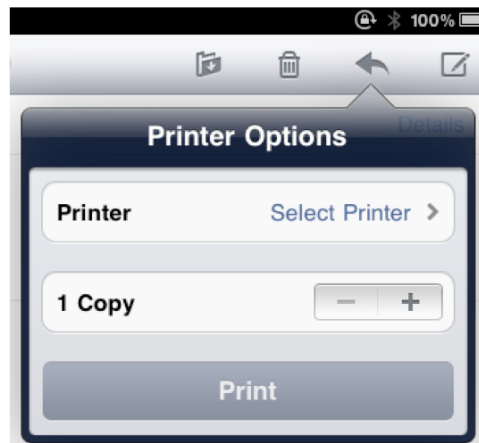 100%
Details
Printer Options
Printer Select Printer
1 Copy
Print